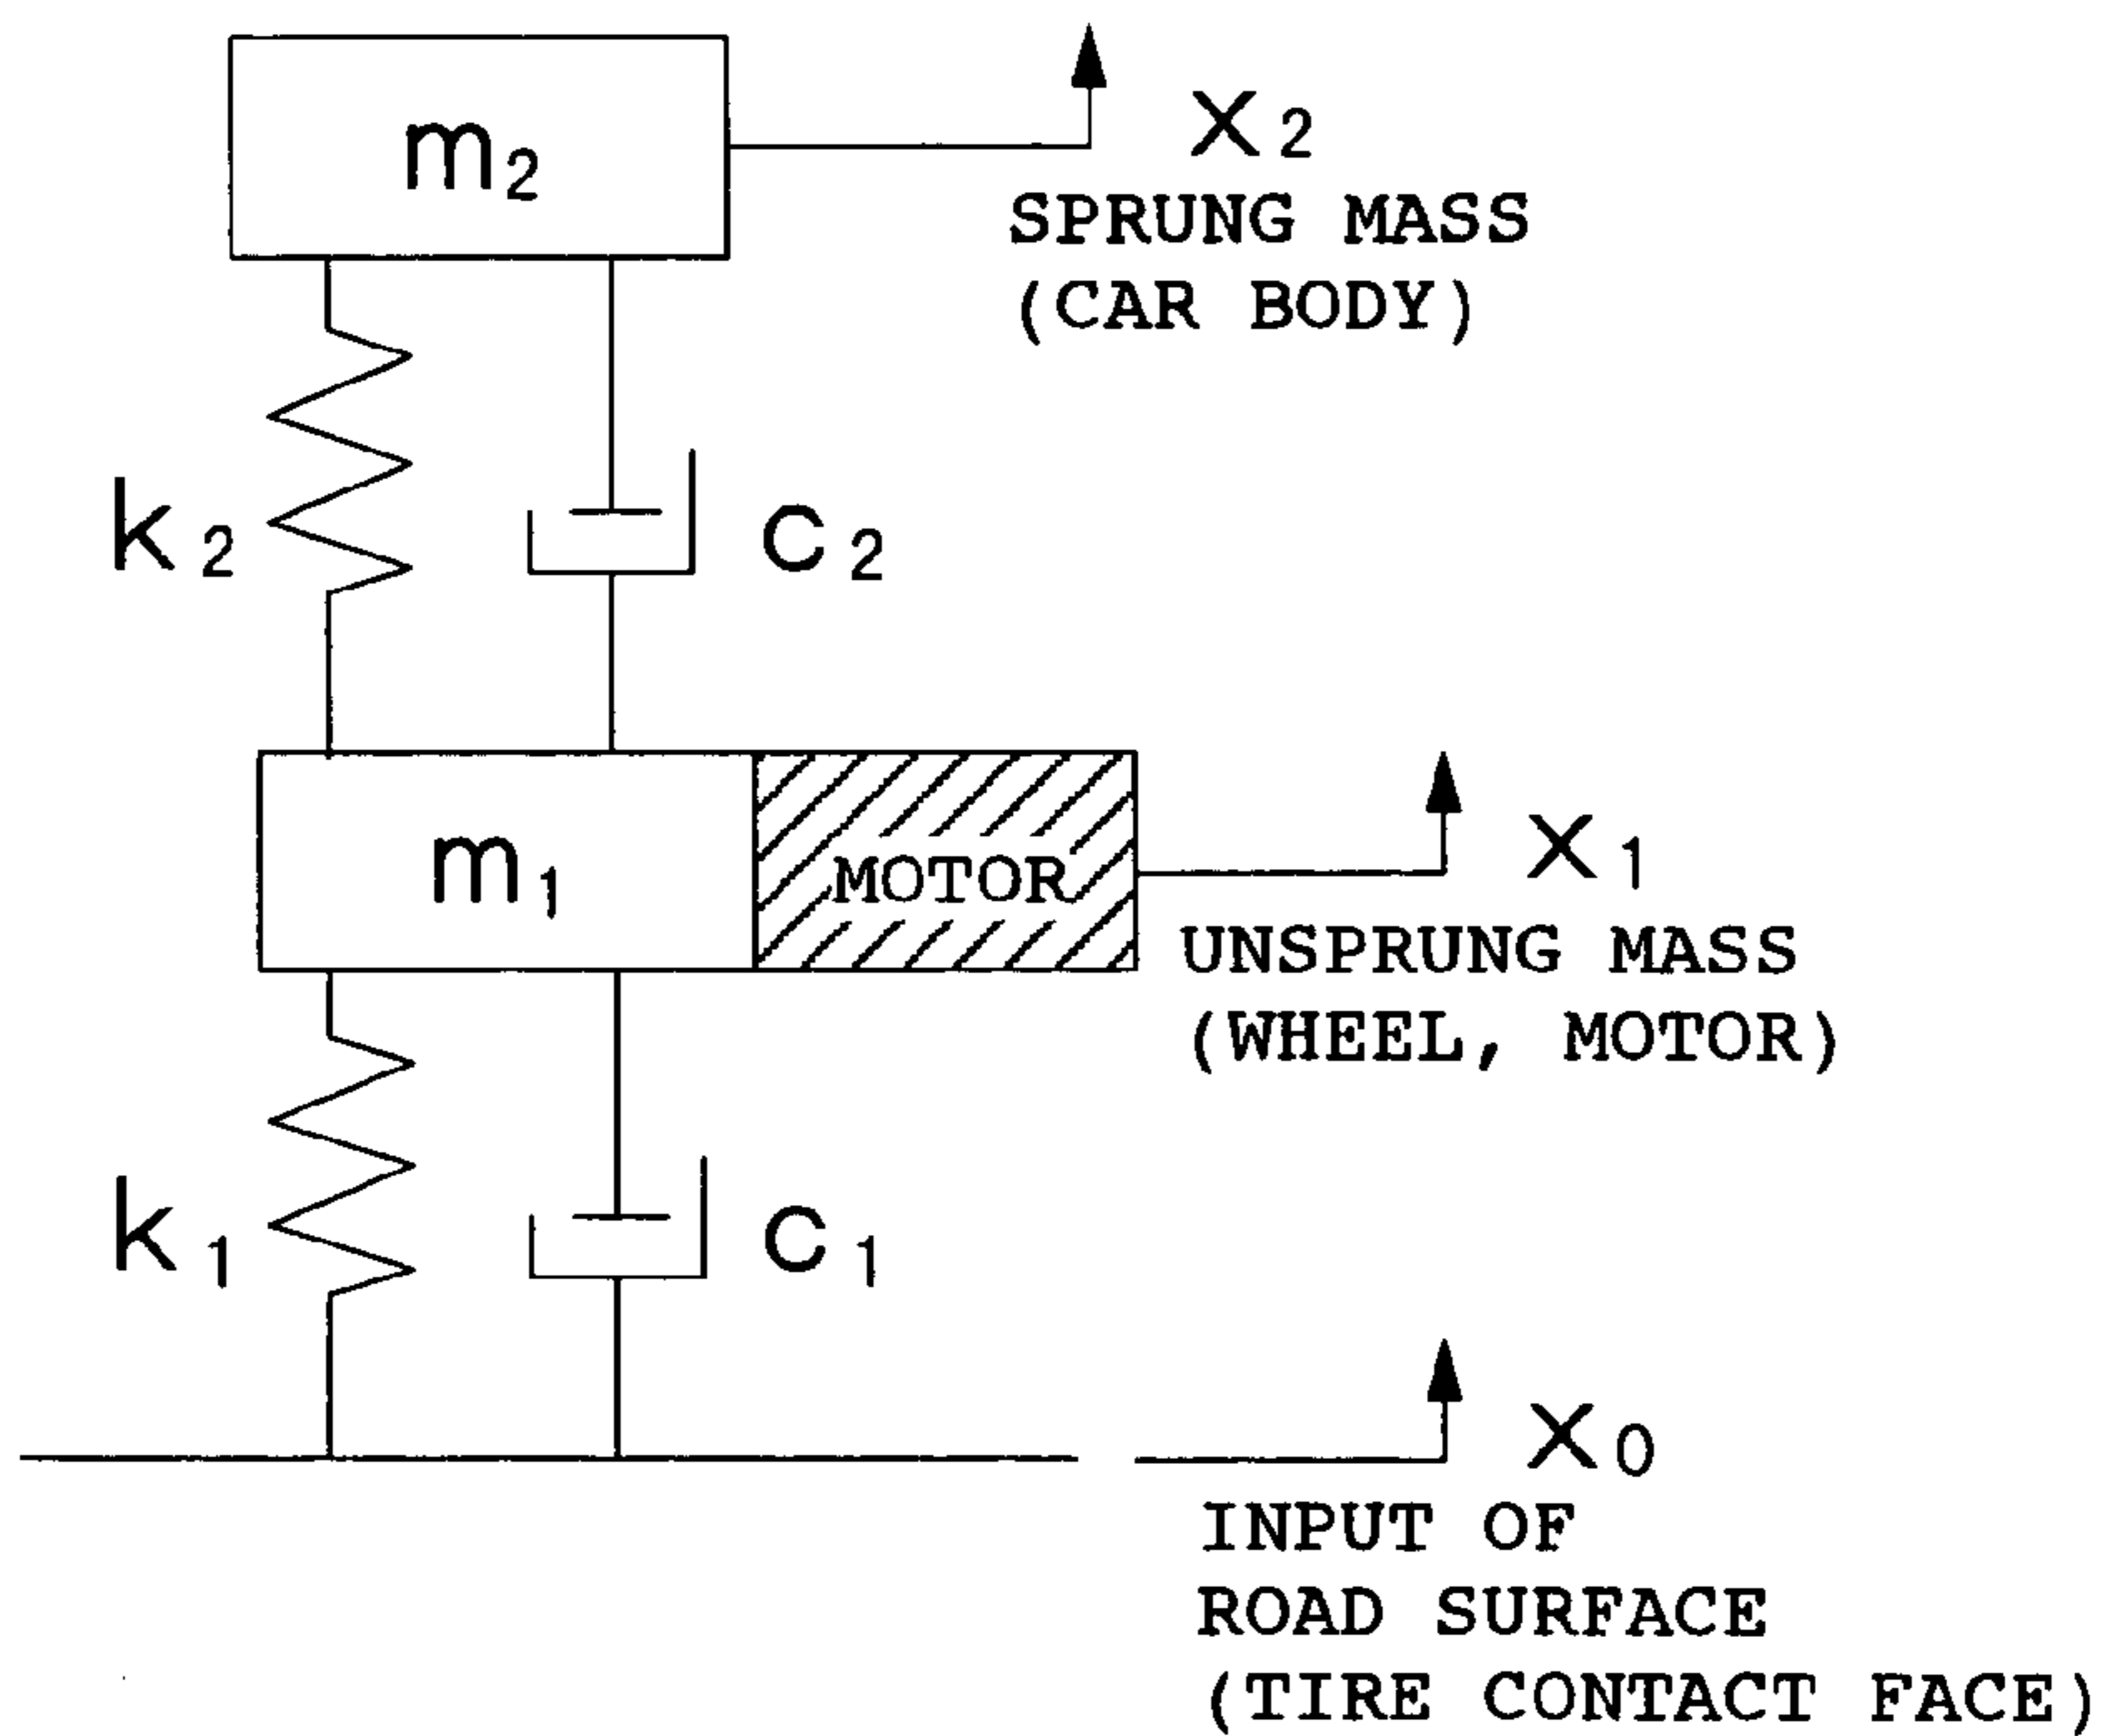 m₂
x₂
SPRUNG MASS
(CAR BODY)
k₂
c₂
m₁
MOTOR
x₁
UNSPRUNG MASS
(WHEEL, MOTOR)
k₁
c₁
x₀
INPUT OF
ROAD SURFACE
(TIRE CONTACT FACE)